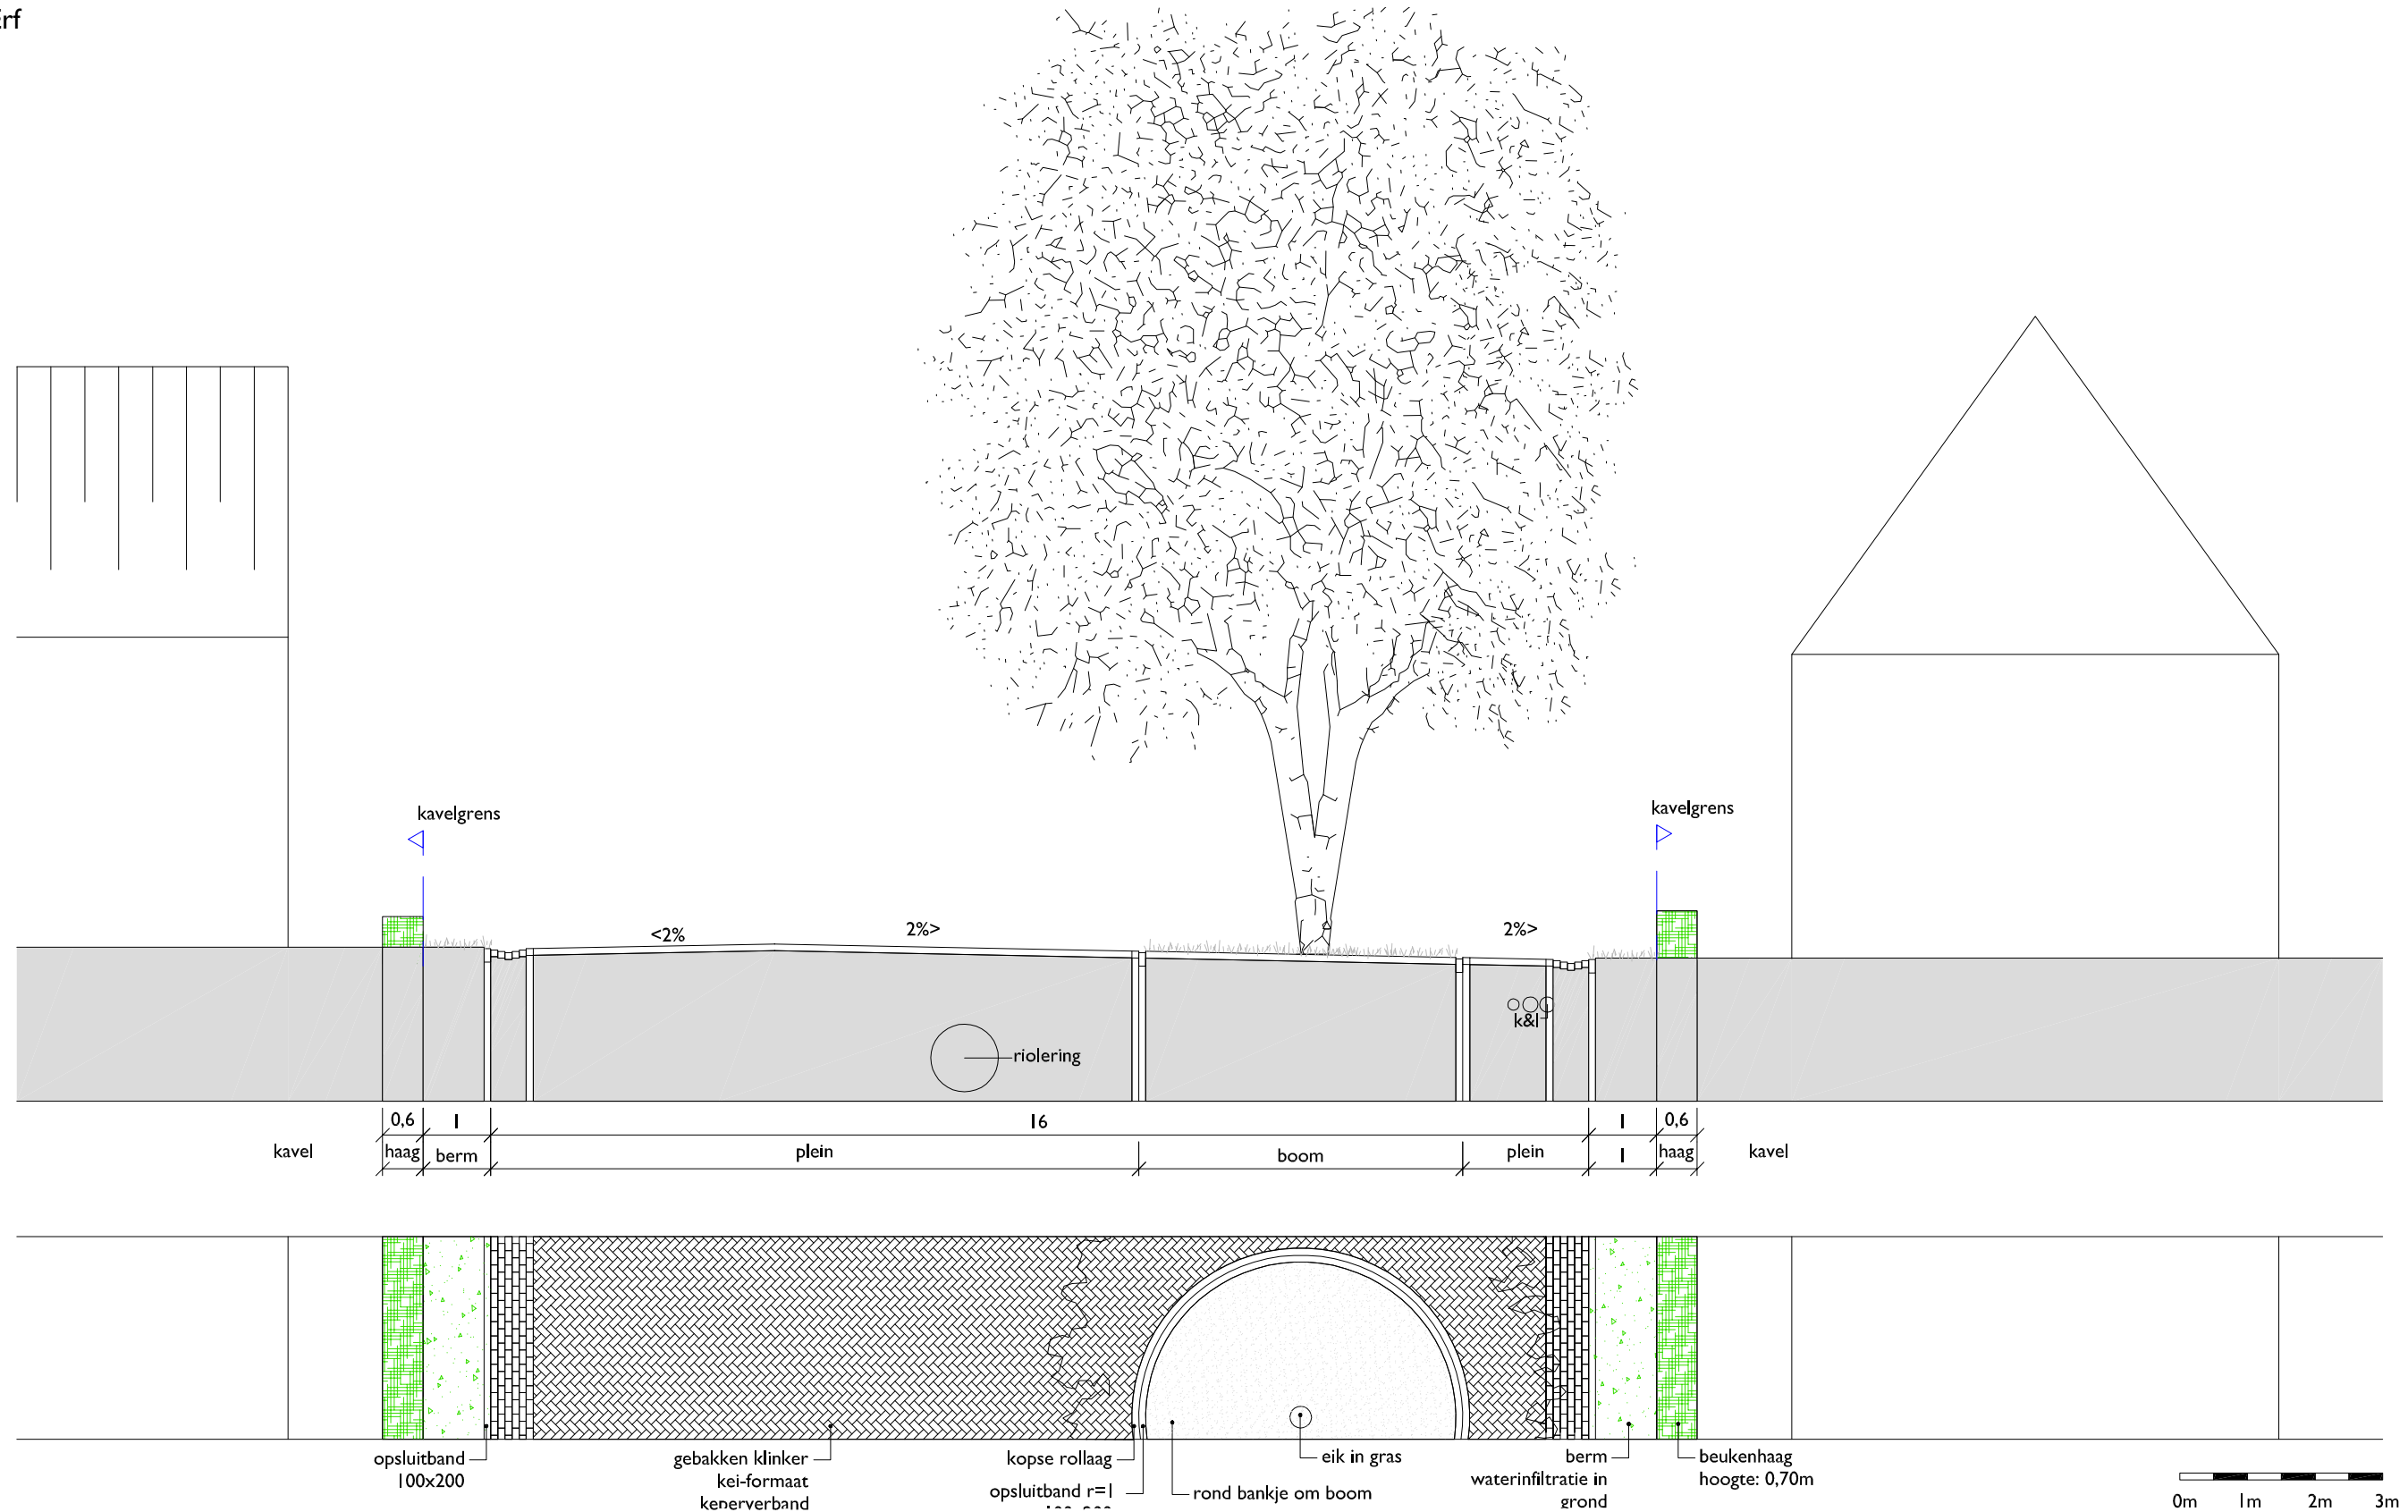 kavelgrens
kavelgrens
<2%
2%>
2%>
k&l
riolering
0,6
1
16
1
0,6
kavel
haag
berm
plein
boom
plein
1
haag
kavel
opsluitband
100x200
gebakken klinker
kei-formaat
keperverband
kopse rollaag
opsluitband r=1
rond bankje om boom
eik in gras
berm
waterinfiltratie in
grond
beukenhaag
hoogte: 0,70m
0m 1m 2m 3m